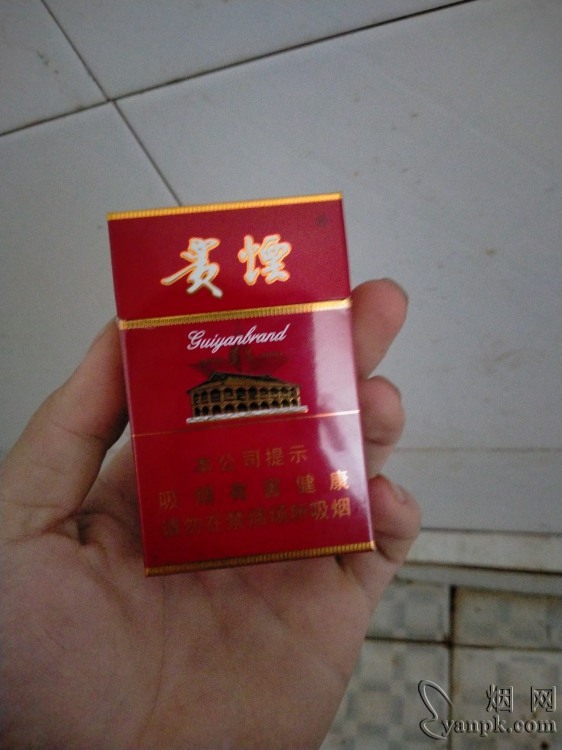 贵煙
Guiyanbrand
本公司提示
吸烟有害健康
请勿在禁烟场所吸烟
烟网
yanpk.com